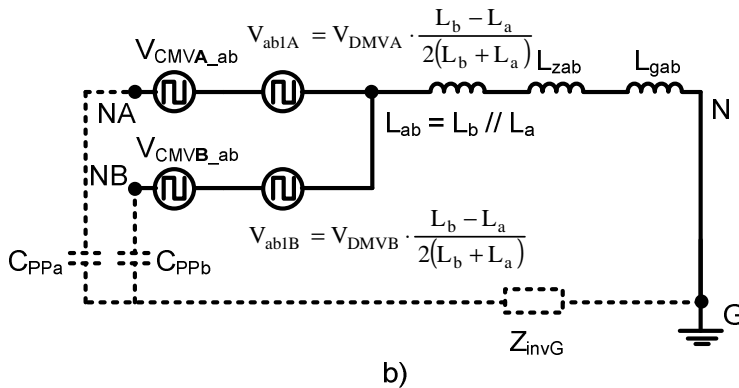 V_CMVA_ab
V_ab1A = V_DMVA · (L_b − L_a) / (2(L_b + L_a))
L_zab
L_gab
NA
N
L_ab = L_b // L_a
V_CMVB_ab
NB
V_ab1B = V_DMVB · (L_b − L_a) / (2(L_b + L_a))
C_PPa
C_PPb
G
Z_invG
b)